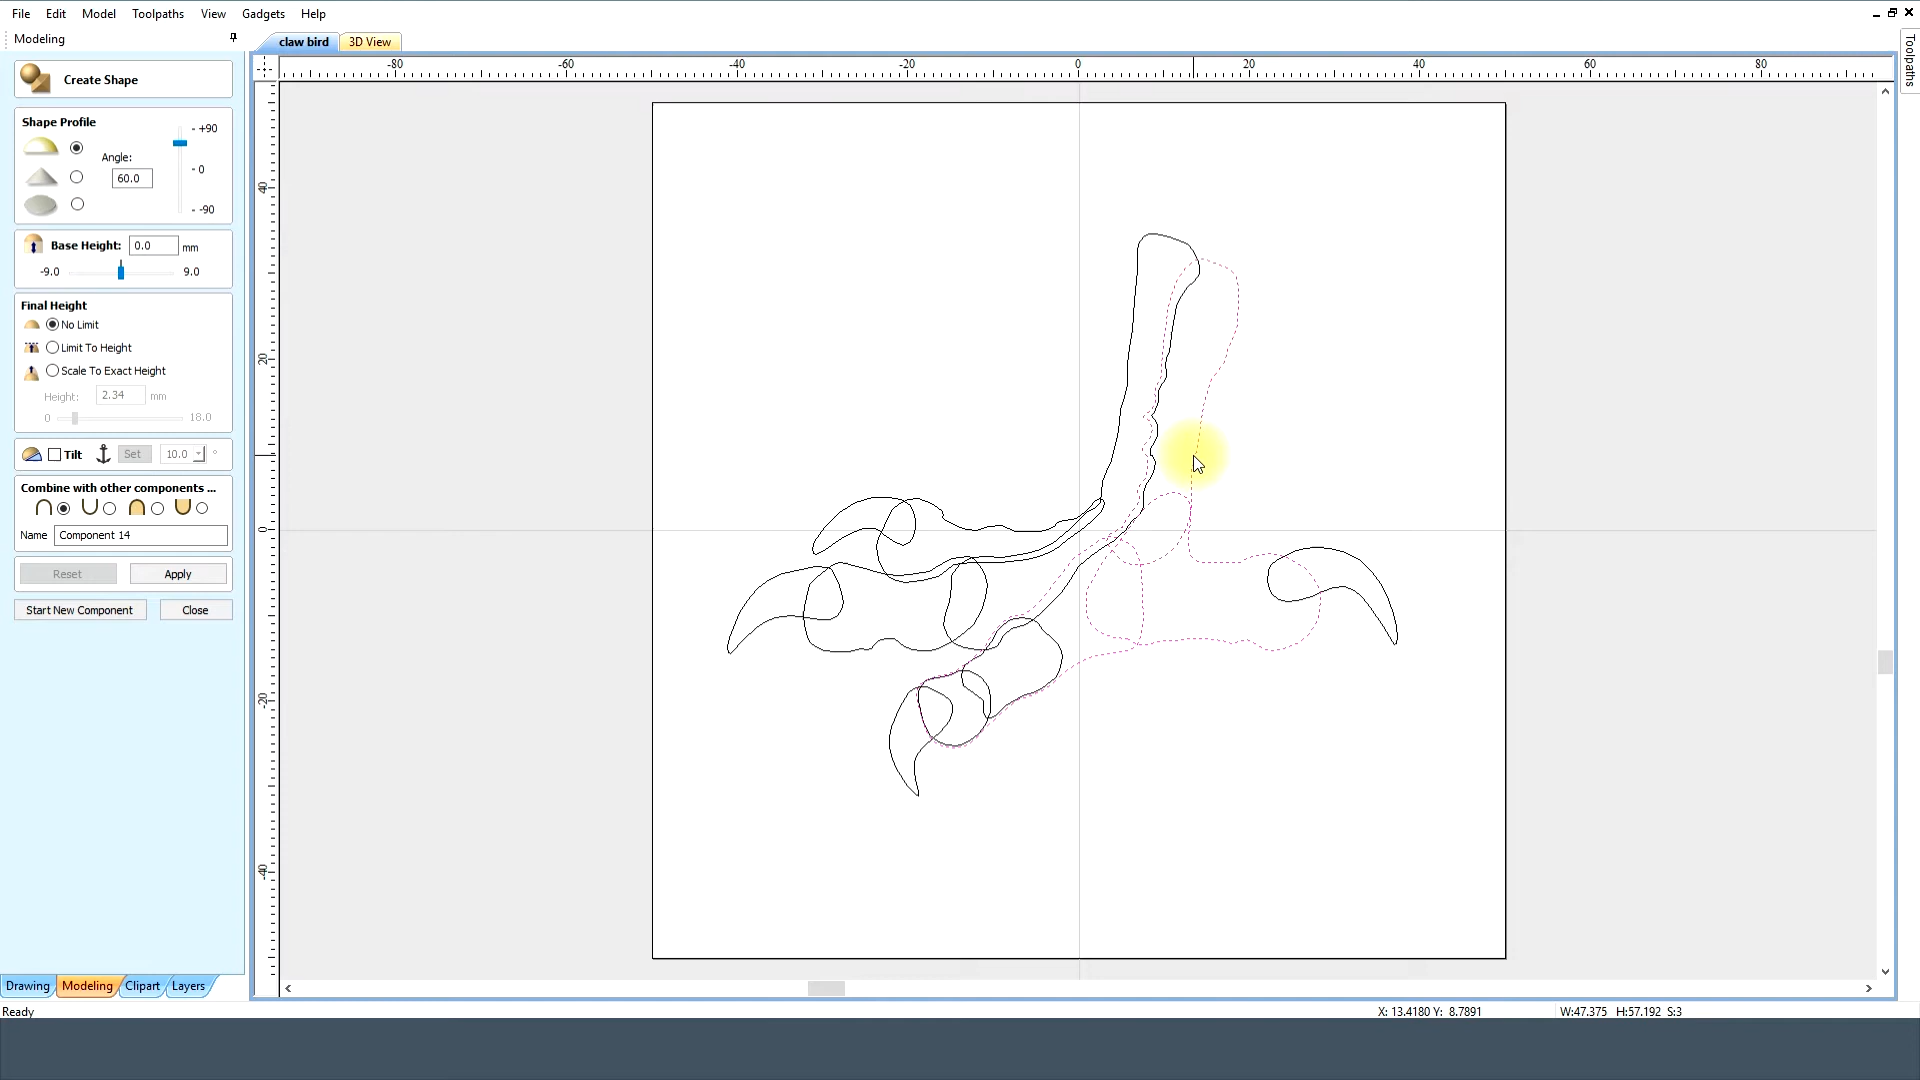 File Edit Model Toolpaths View Gadgets Help
Modeling
claw bird 3D View
Toolpaths
-80 -60 -40 -20 0 20 40 60 80
40
20
0
-20
-40
Create Shape
Shape Profile
- +90
Angle:
- 0
60.0
- -90
Base Height: 0.0 mm
-9.0 9.0
Final Height
No Limit
Limit To Height
Scale To Exact Height
Height: 2.34 mm
0 18.0
Tilt Set 10.0 °
Combine with other components ...
Name Component 14
Reset Apply
Start New Component Close
Drawing Modeling Clipart Layers
Ready X: 13.4180 Y: 8.7891 W:47.375 H:57.192 S:3